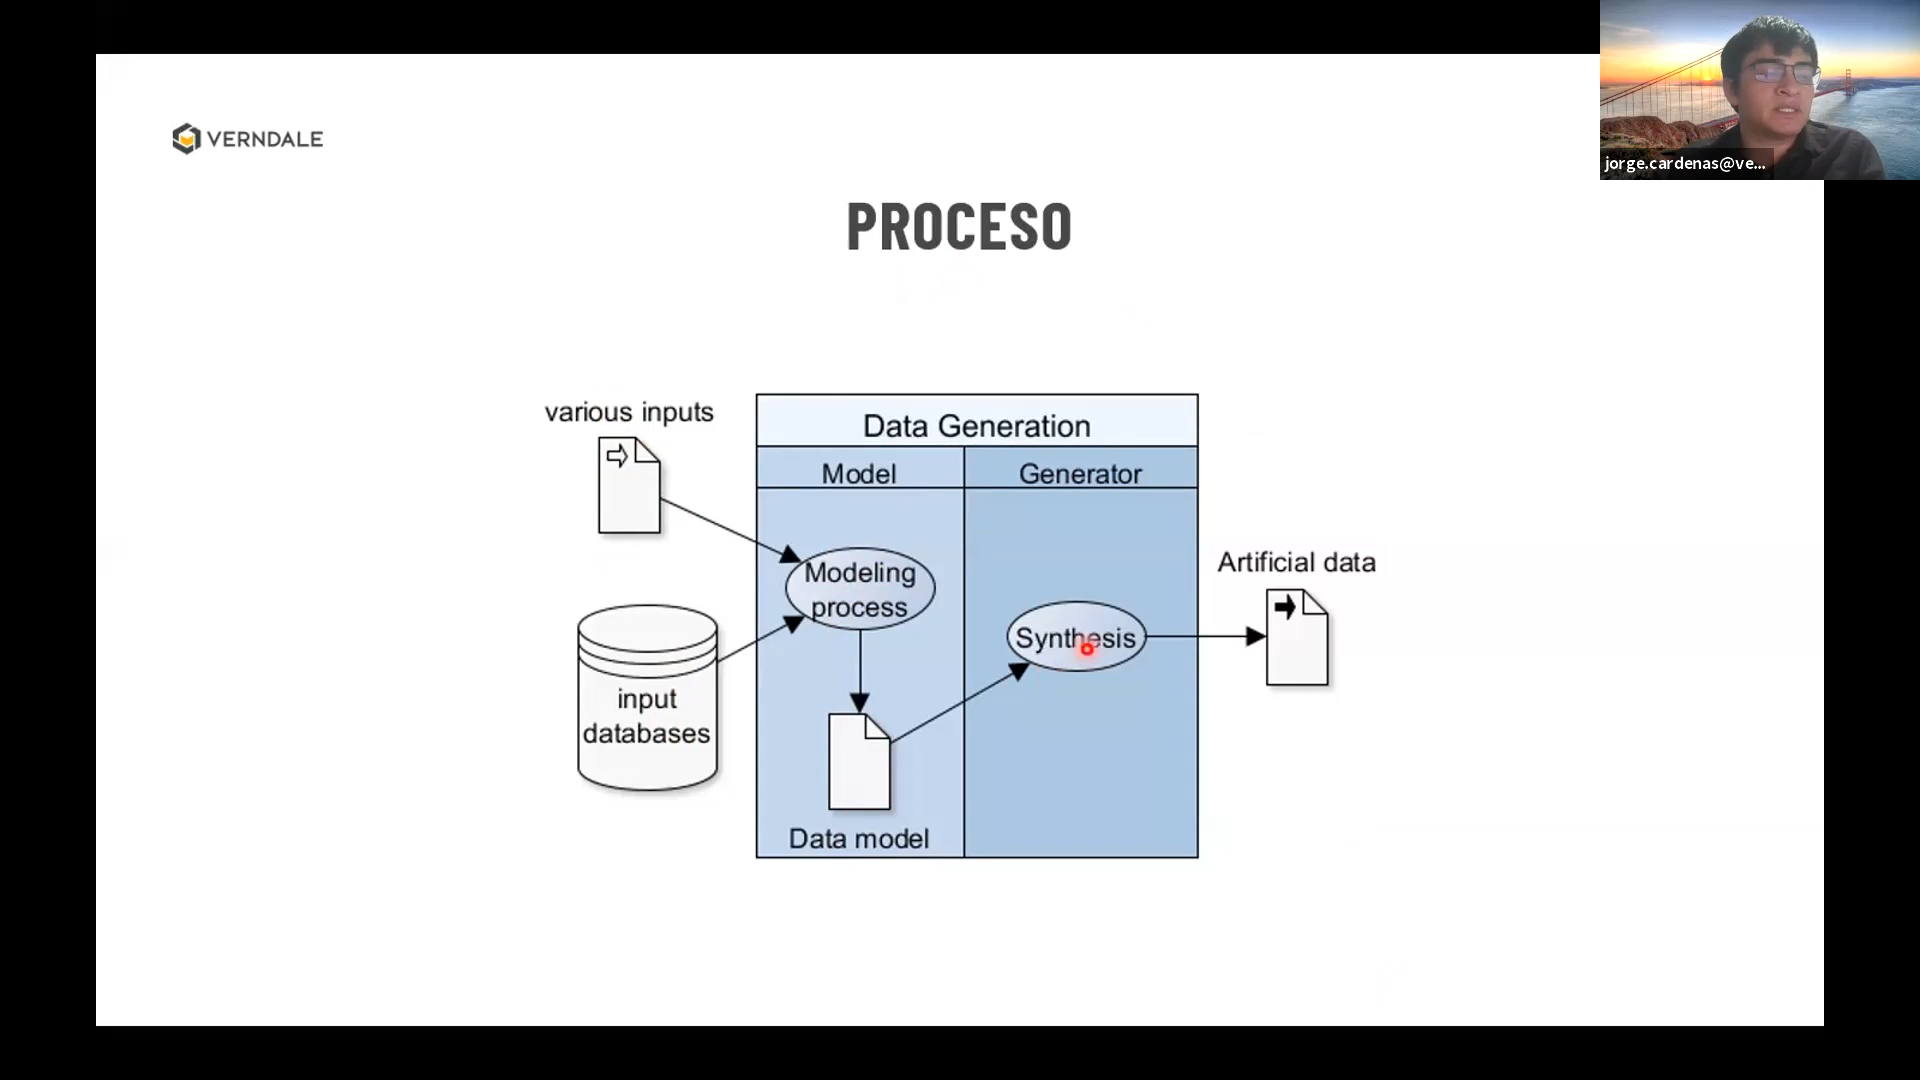 VERNDALE
jorge.cardenas@ve...
PROCESO
various inputs
Data Generation
Model
Generator
Modeling
process
Artificial data
Synthesis
input
databases
Data model